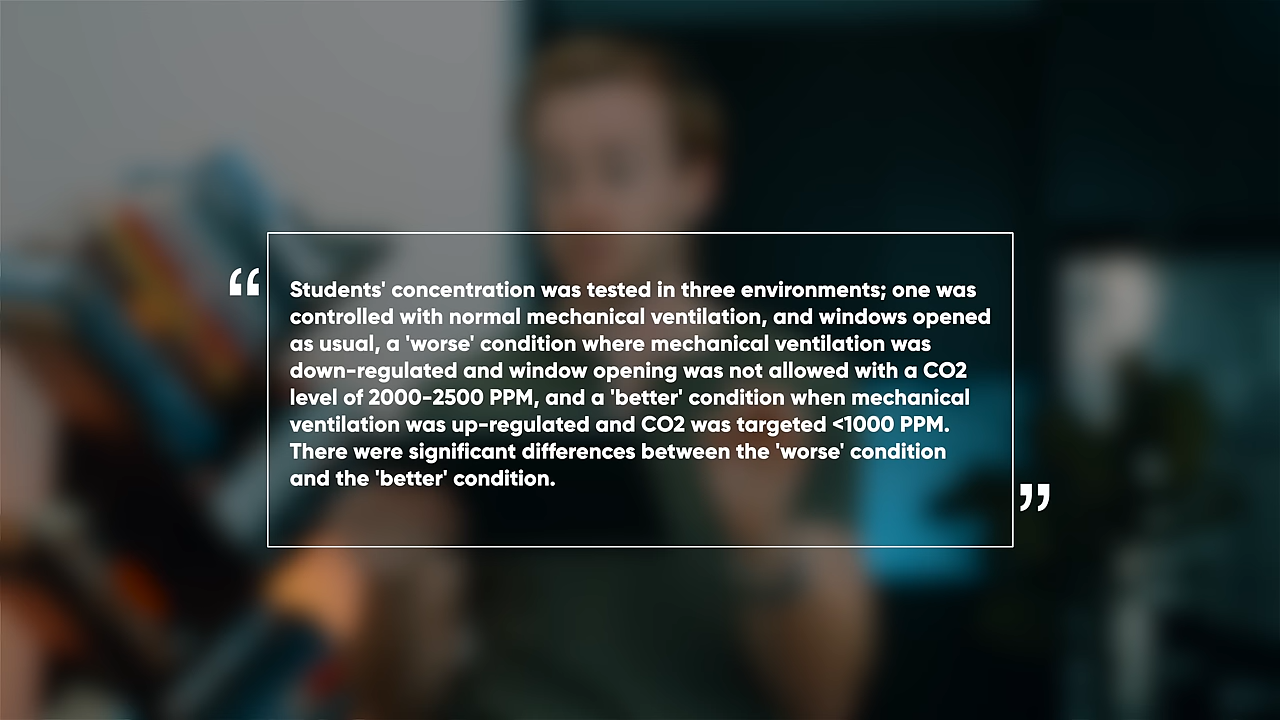 “
Students' concentration was tested in three environments; one was
controlled with normal mechanical ventilation, and windows opened
as usual, a 'worse' condition where mechanical ventilation was
down-regulated and window opening was not allowed with a CO2
level of 2000-2500 PPM, and a 'better' condition when mechanical
ventilation was up-regulated and CO2 was targeted <1000 PPM.
There were significant differences between the 'worse' condition
and the 'better' condition.
”